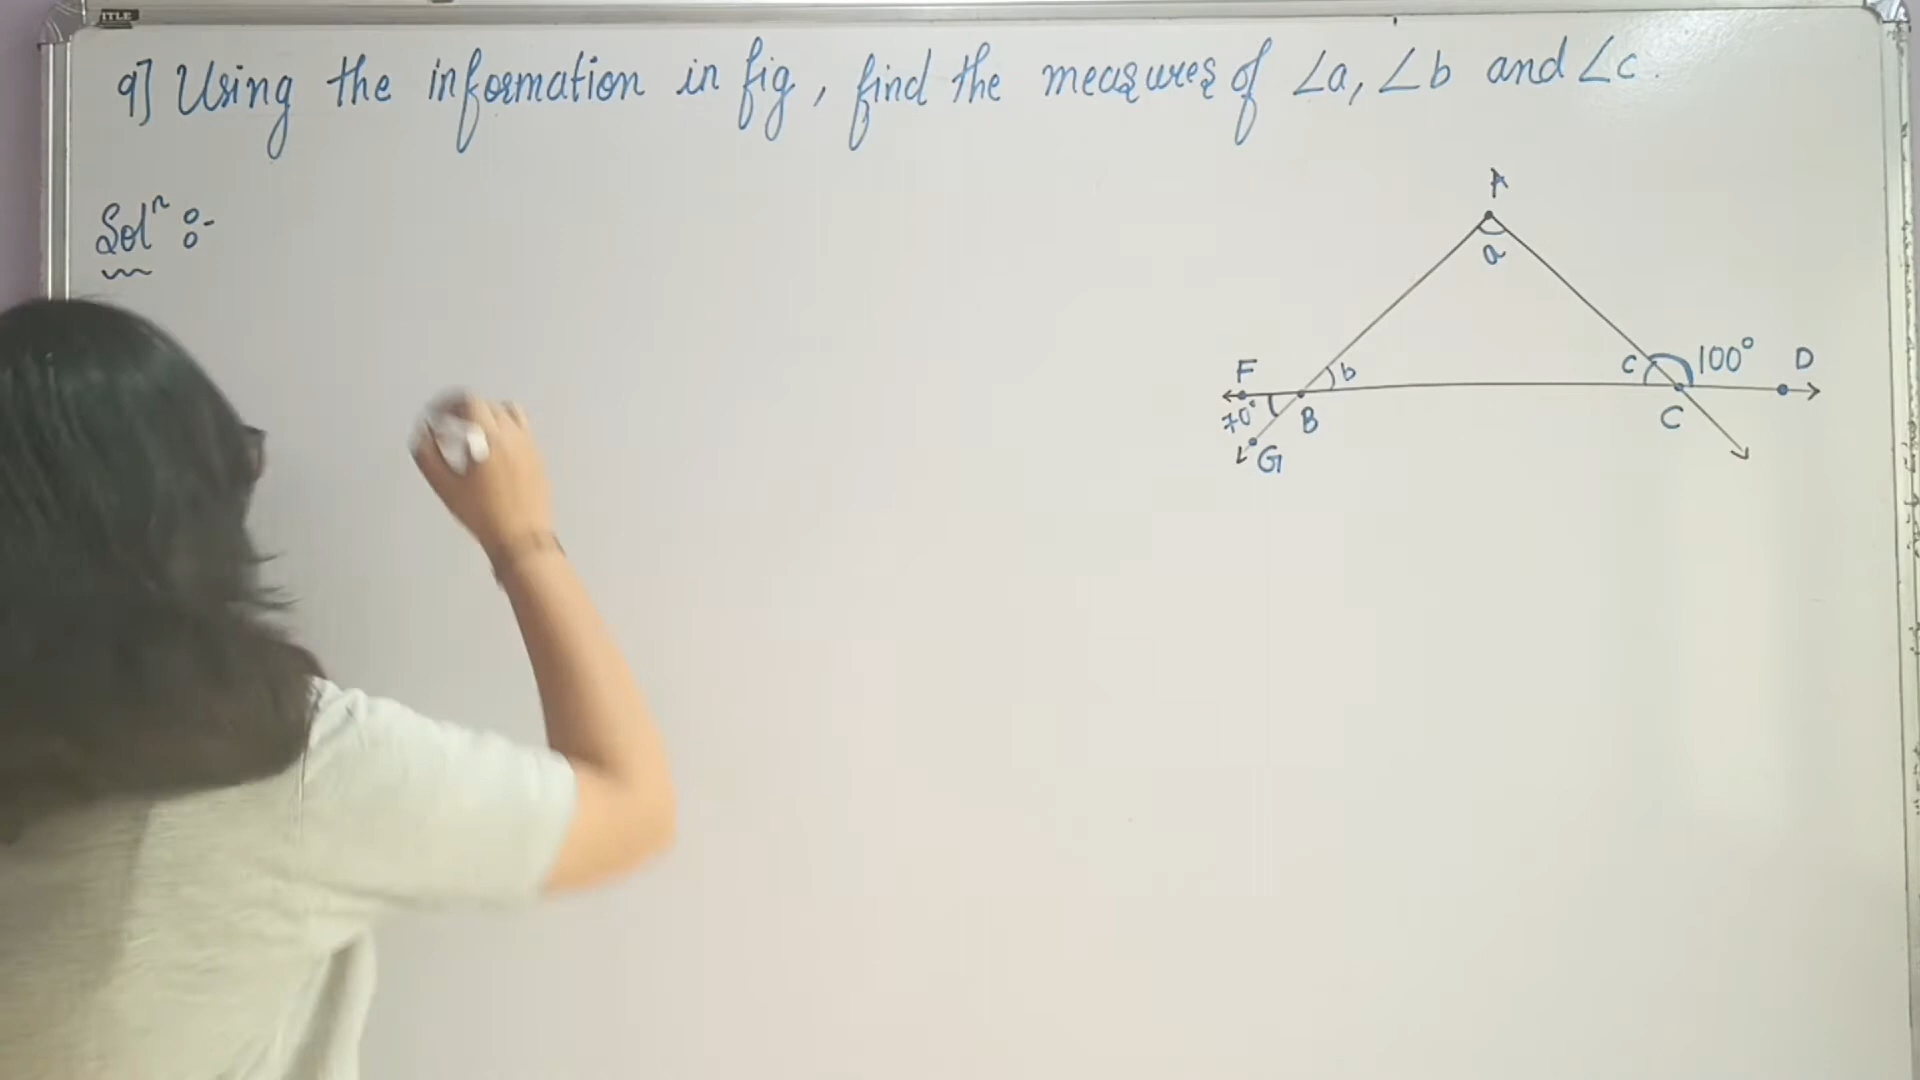 9] Using the information in fig, find the measures of ∠a, ∠b and ∠c.
Solⁿ :-
A
a
F
b
c
100°
D
70°
B
C
G